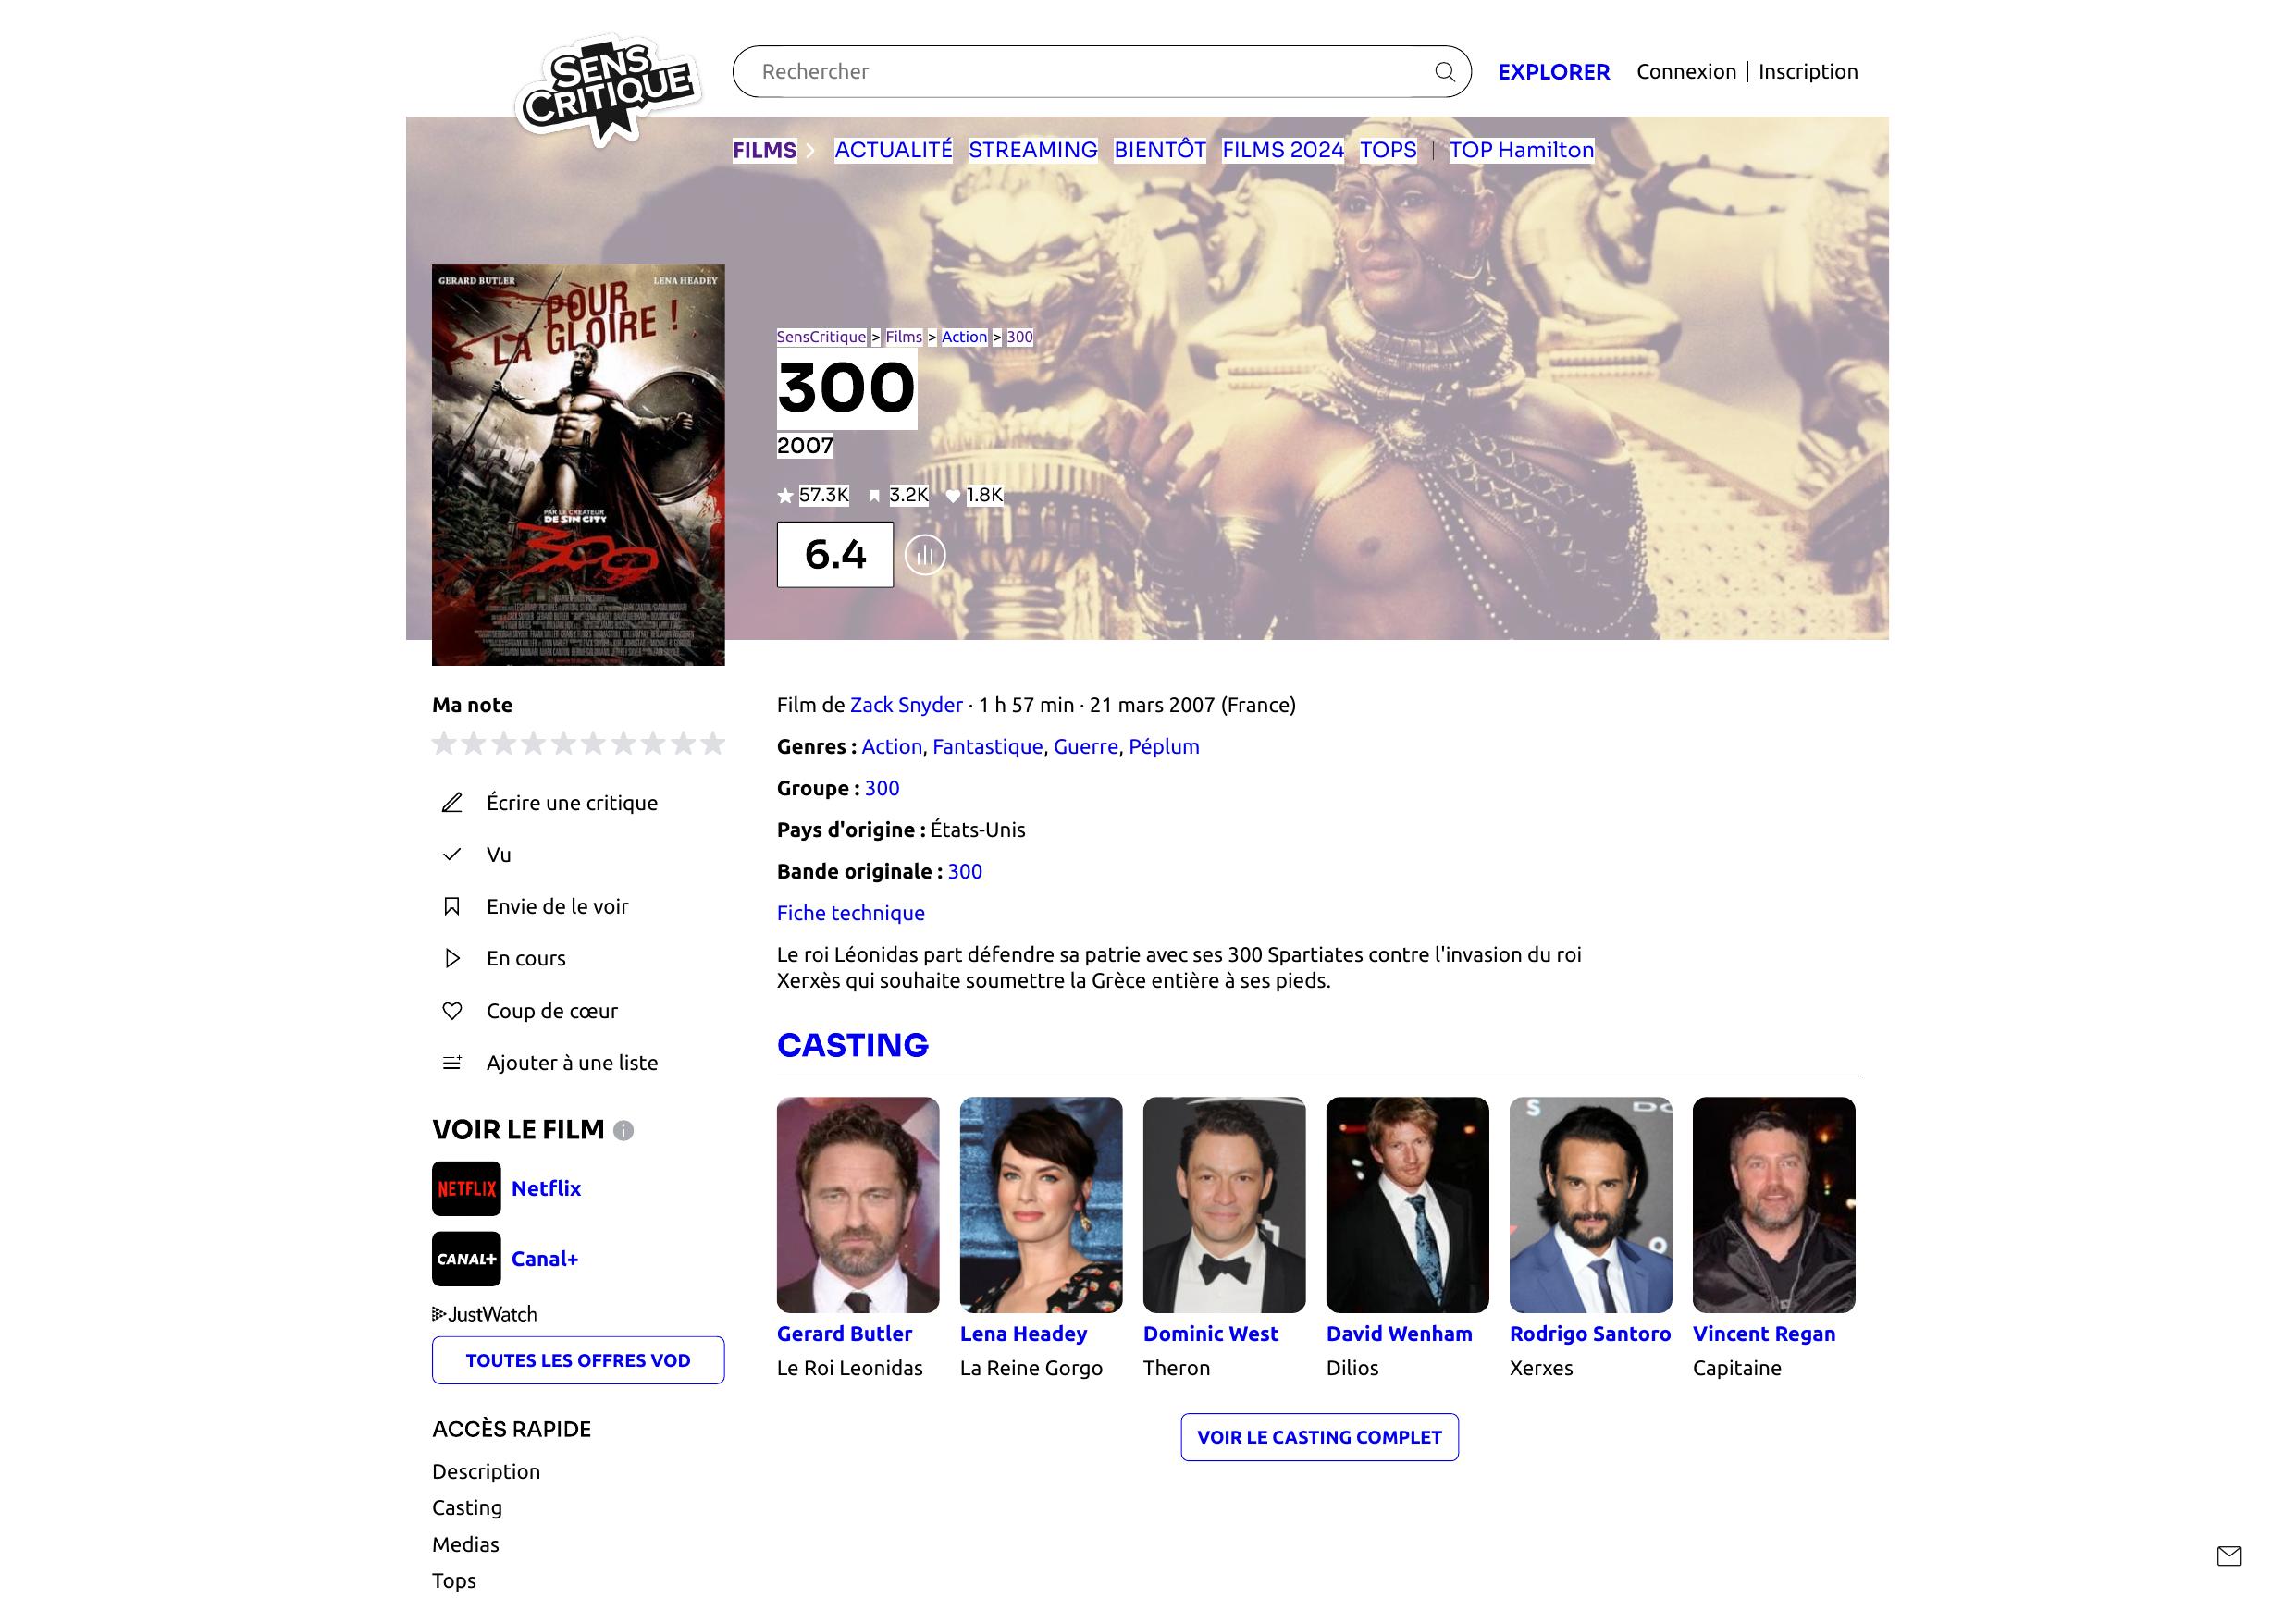 SENS
CRITIQUE
Rechercher
EXPLORER
Connexion | Inscription
FILMS
ACTUALITÉ
STREAMING
BIENTÔT
FILMS 2024
TOPS
|
TOP Hamilton
GERARD BUTLER
LENA HEADEY
POUR
LA GLOIRE !
PAR LE CREATEUR
DE SIN CITY
300
SensCritique > Films > Action > 300
300
2007
57.3K
3.2K
1.8K
6.4
Ma note
Écrire une critique
Vu
Envie de le voir
En cours
Coup de cœur
Ajouter à une liste
VOIR LE FILM
NETFLIX
Netflix
CANAL+
Canal+
JustWatch
TOUTES LES OFFRES VOD
ACCÈS RAPIDE
Description
Casting
Medias
Tops
Film de Zack Snyder · 1 h 57 min · 21 mars 2007 (France)
Genres : Action, Fantastique, Guerre, Péplum
Groupe : 300
Pays d'origine : États-Unis
Bande originale : 300
Fiche technique
Le roi Léonidas part défendre sa patrie avec ses 300 Spartiates contre l'invasion du roi
Xerxès qui souhaite soumettre la Grèce entière à ses pieds.
CASTING
Gerard Butler
Le Roi Leonidas
Lena Headey
La Reine Gorgo
Dominic West
Theron
David Wenham
Dilios
Rodrigo Santoro
Xerxes
Vincent Regan
Capitaine
VOIR LE CASTING COMPLET